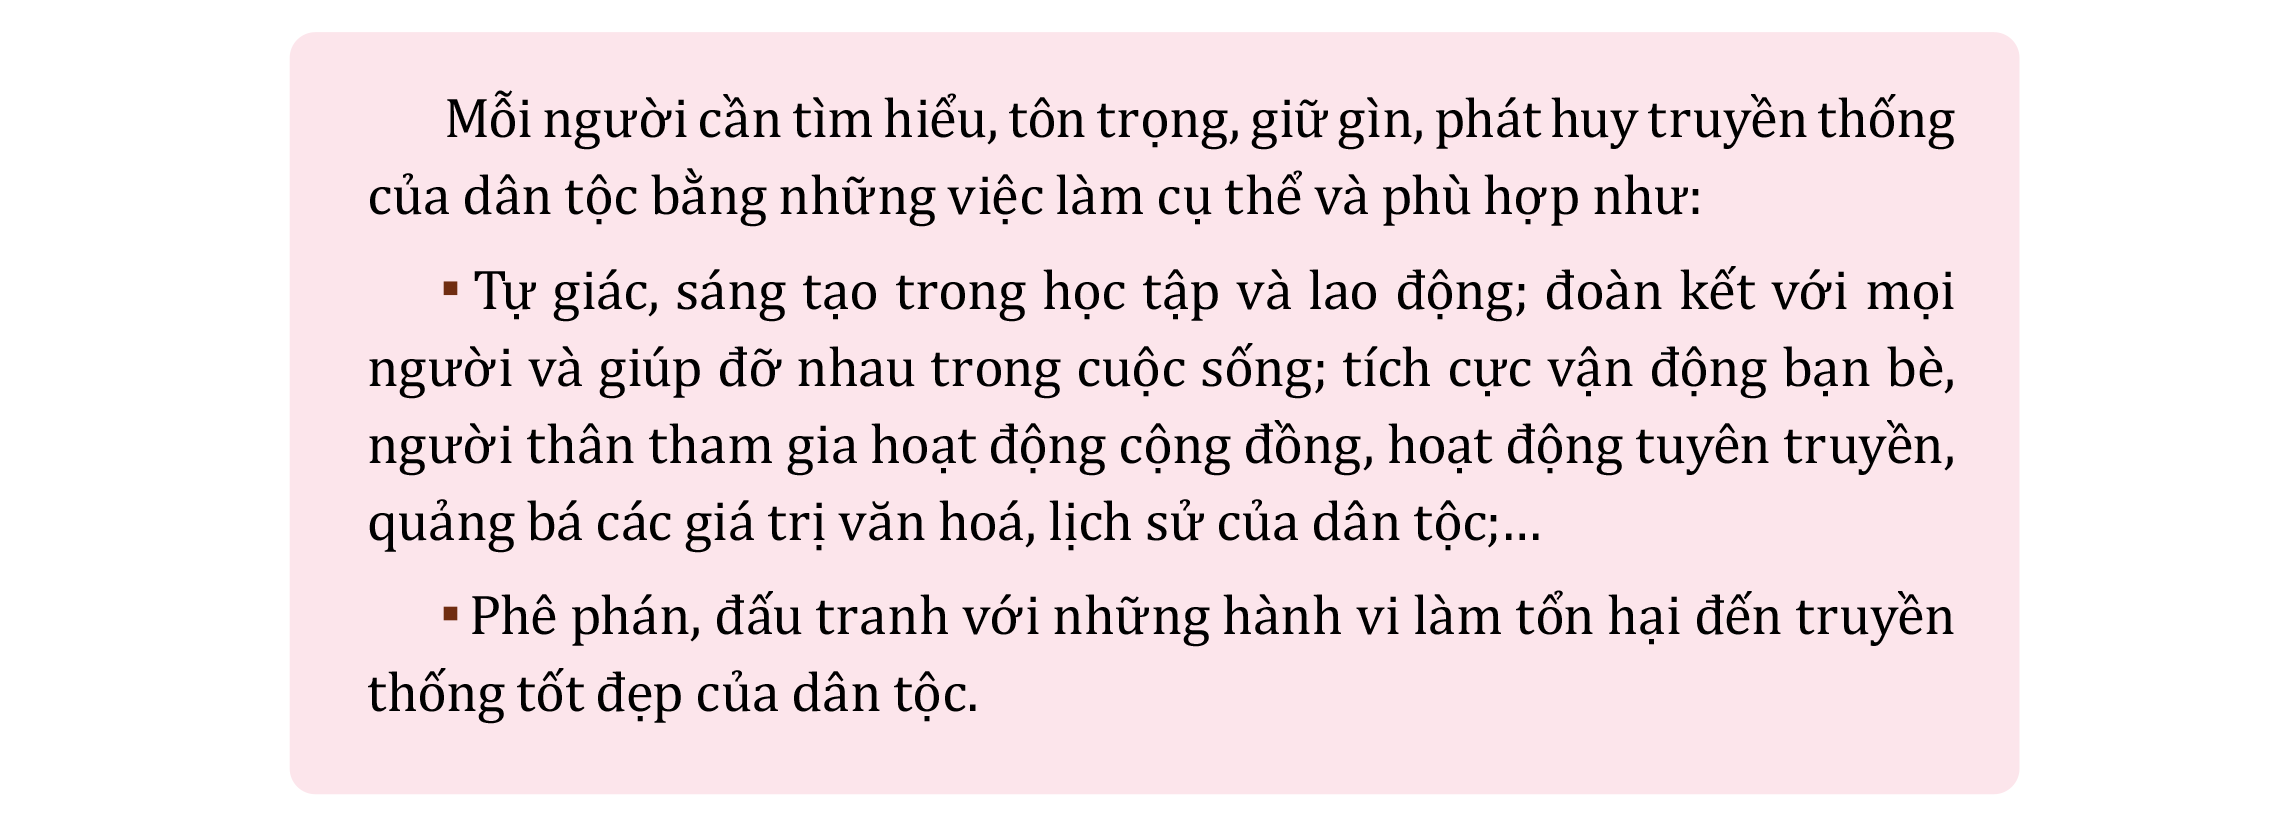 Mỗi người cần tìm hiểu, tôn trọng, giữ gìn, phát huy truyền thống
của dân tộc bằng những việc làm cụ thể và phù hợp như:
▪ Tự giác, sáng tạo trong học tập và lao động; đoàn kết với mọi
người và giúp đỡ nhau trong cuộc sống; tích cực vận động bạn bè,
người thân tham gia hoạt động cộng đồng, hoạt động tuyên truyền,
quảng bá các giá trị văn hoá, lịch sử của dân tộc;...
▪ Phê phán, đấu tranh với những hành vi làm tổn hại đến truyền
thống tốt đẹp của dân tộc.